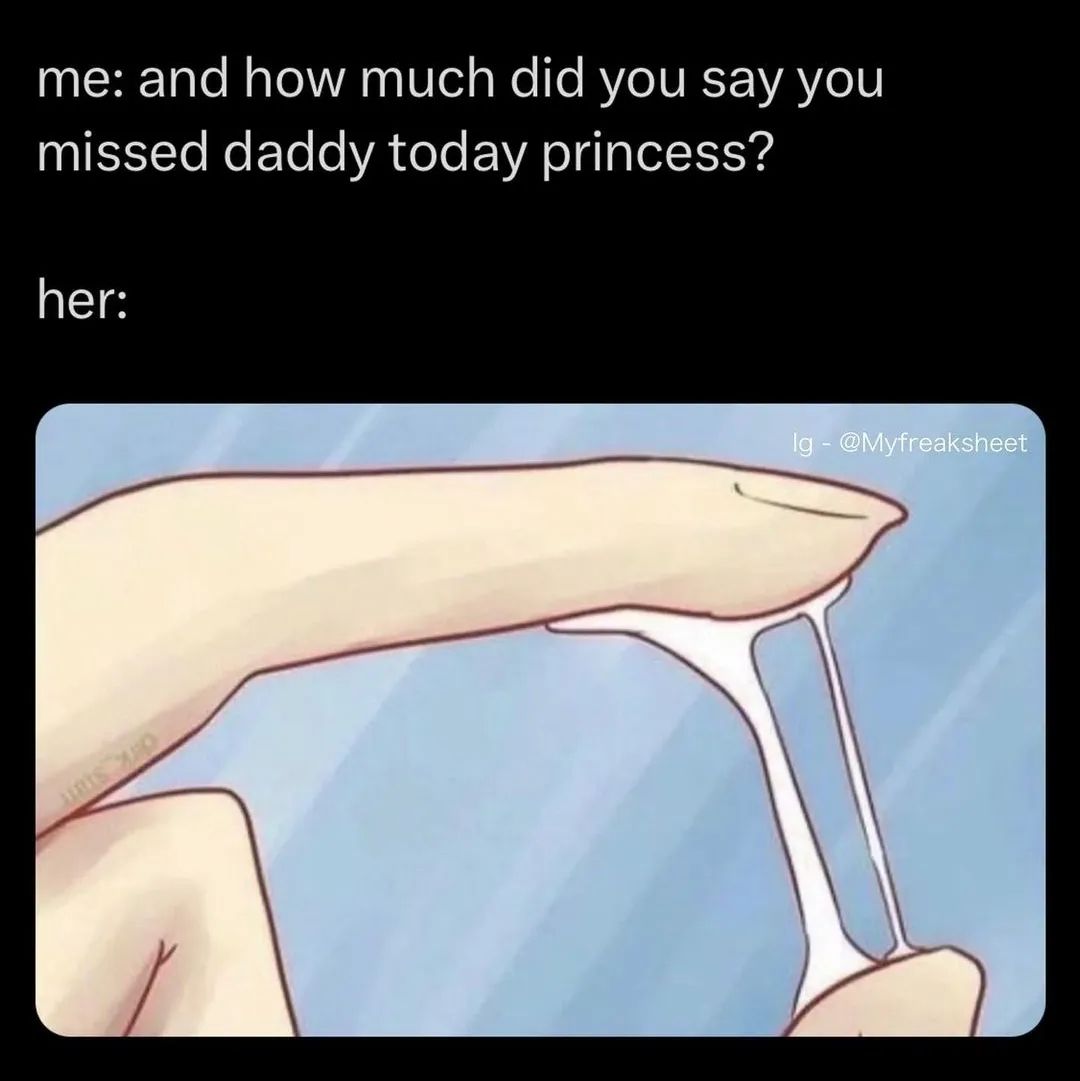 me: and how much did you say you
missed daddy today princess?
her:
Ig - @Myfreaksheet